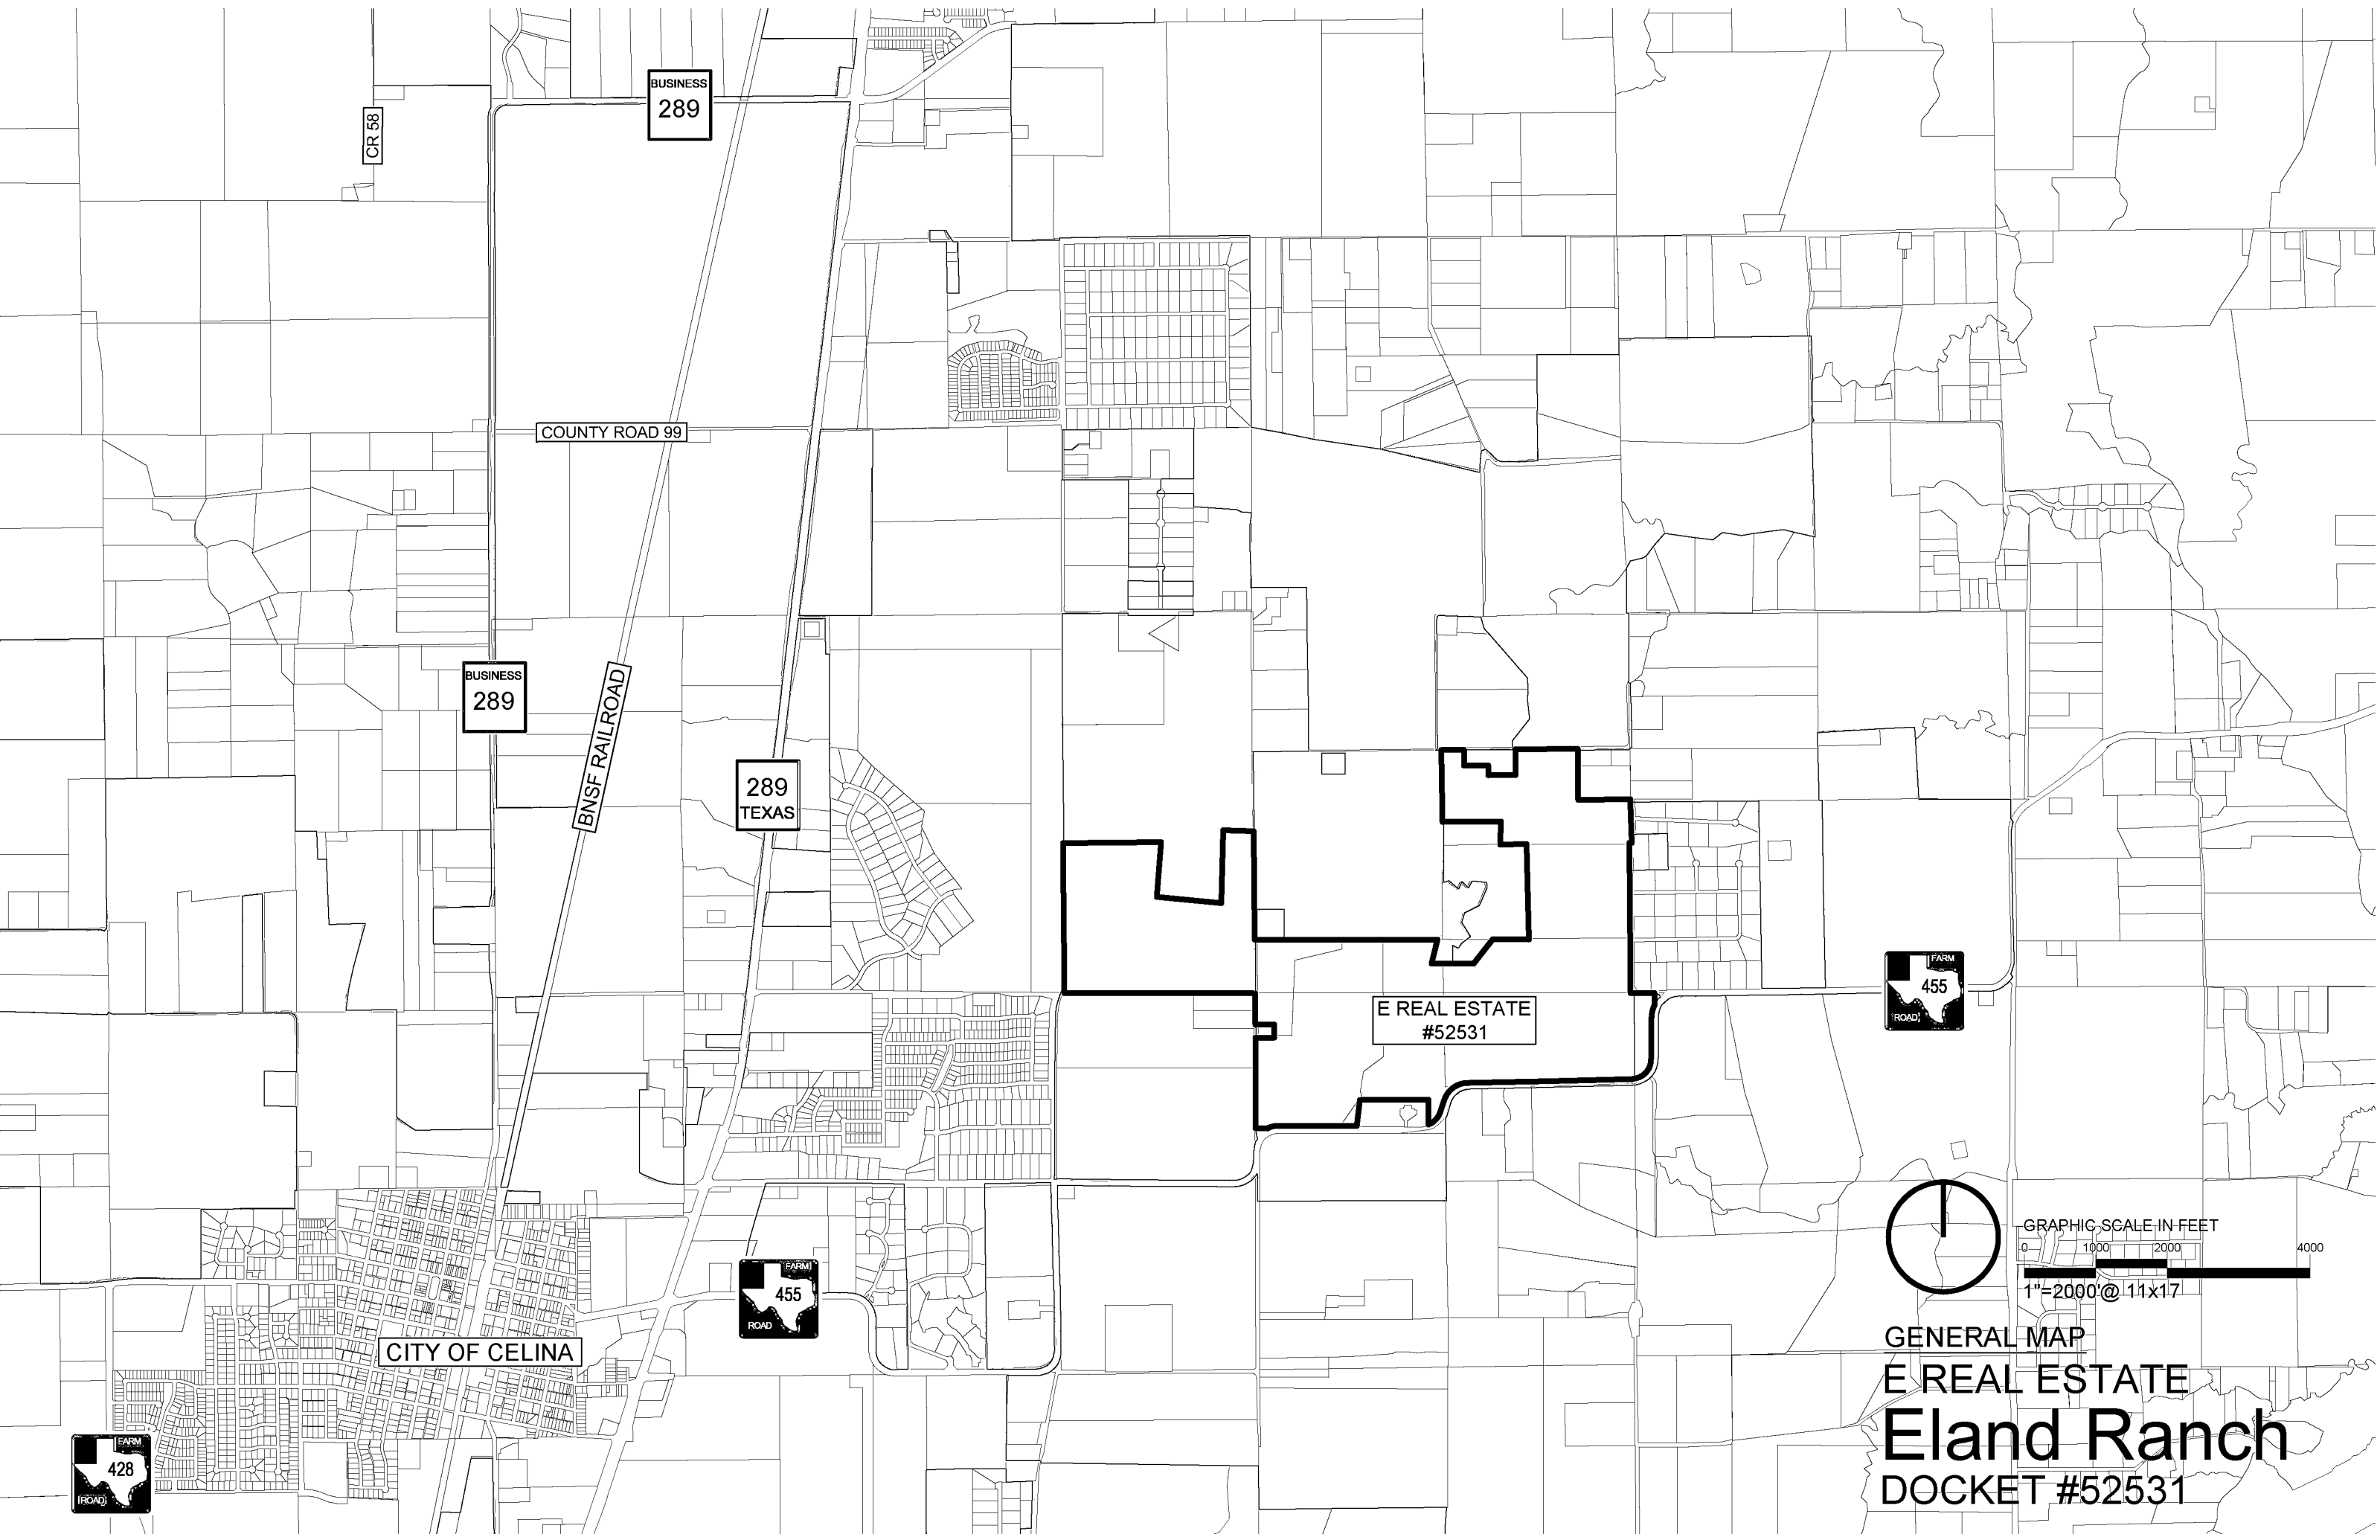 BUSINESS
289
CR 58
COUNTY ROAD 99
BUSINESS
289
BNSF RAILROAD
289
TEXAS
FARM
455
ROAD
E REAL ESTATE
#52531
GRAPHIC SCALE IN FEET
0 1000 2000 4000
1"=2000'@ 11x17
FARM
455
ROAD
CITY OF CELINA
FARM
428
ROAD
GENERAL MAP
E REAL ESTATE
Eland Ranch
DOCKET #52531